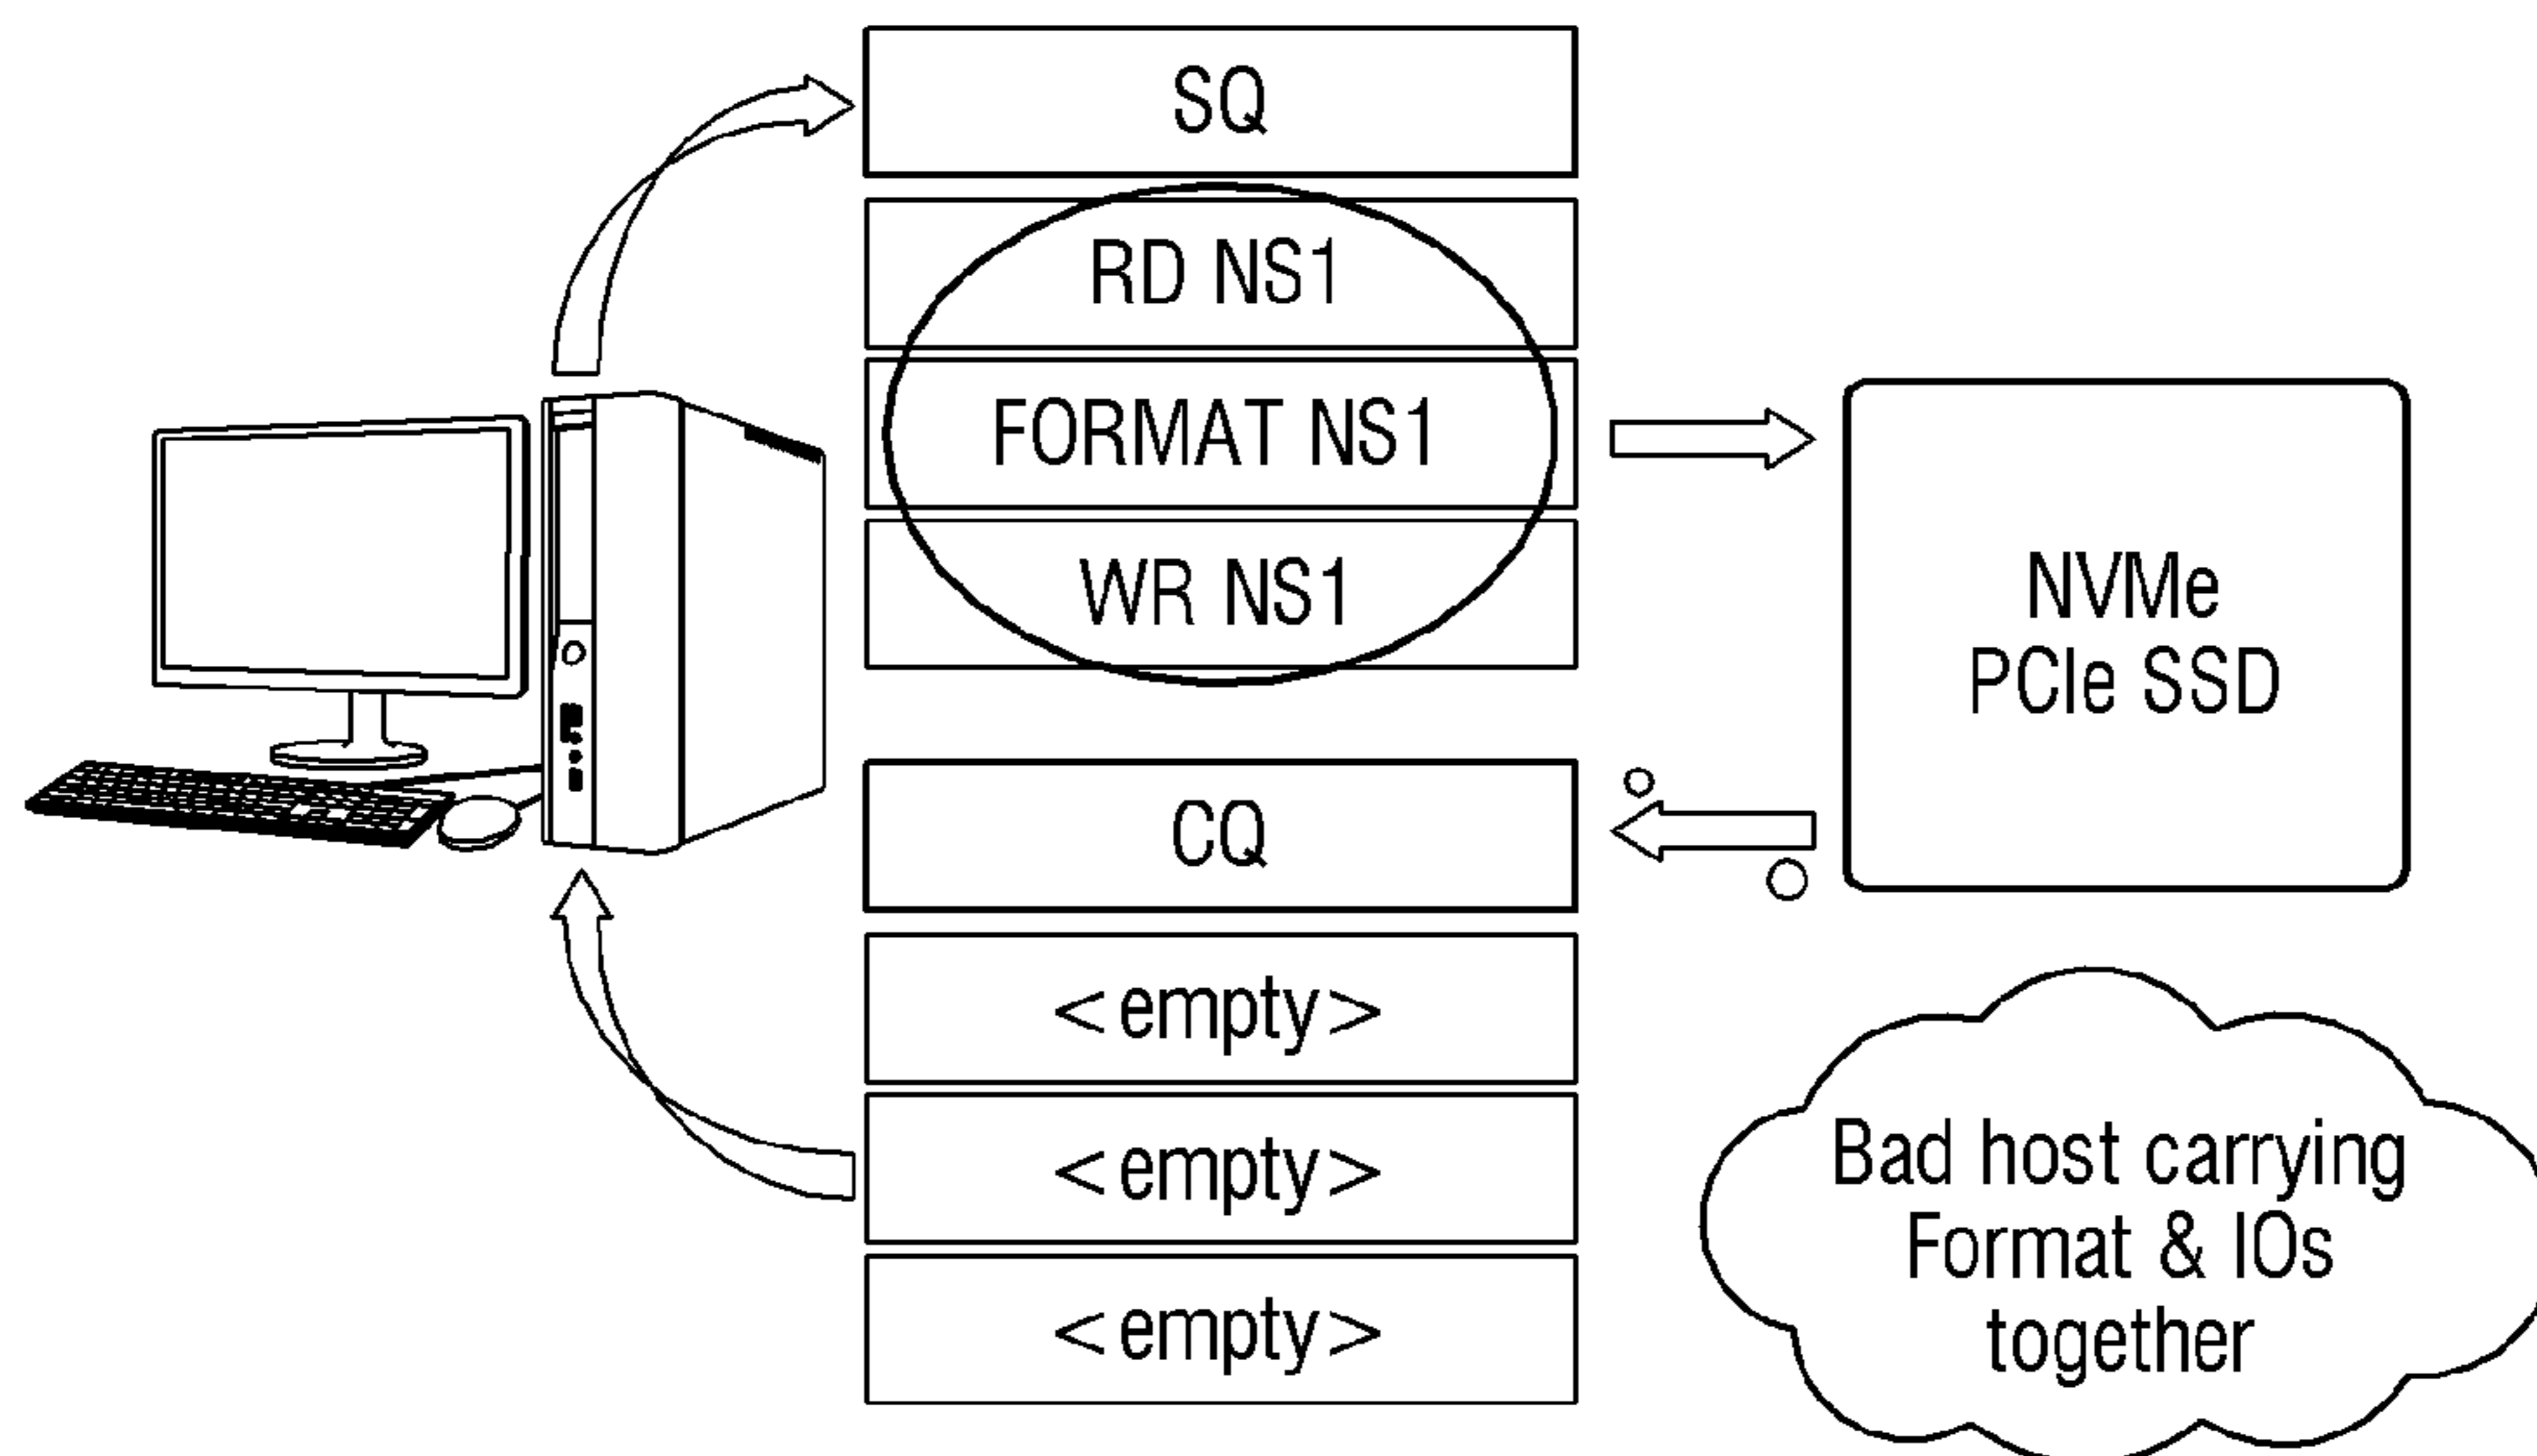 SQ
RD NS1
FORMAT NS1
WR NS1
NVMe
PCIe SSD
CQ
<empty>
<empty>
<empty>
Bad host carrying
Format & IOs
together